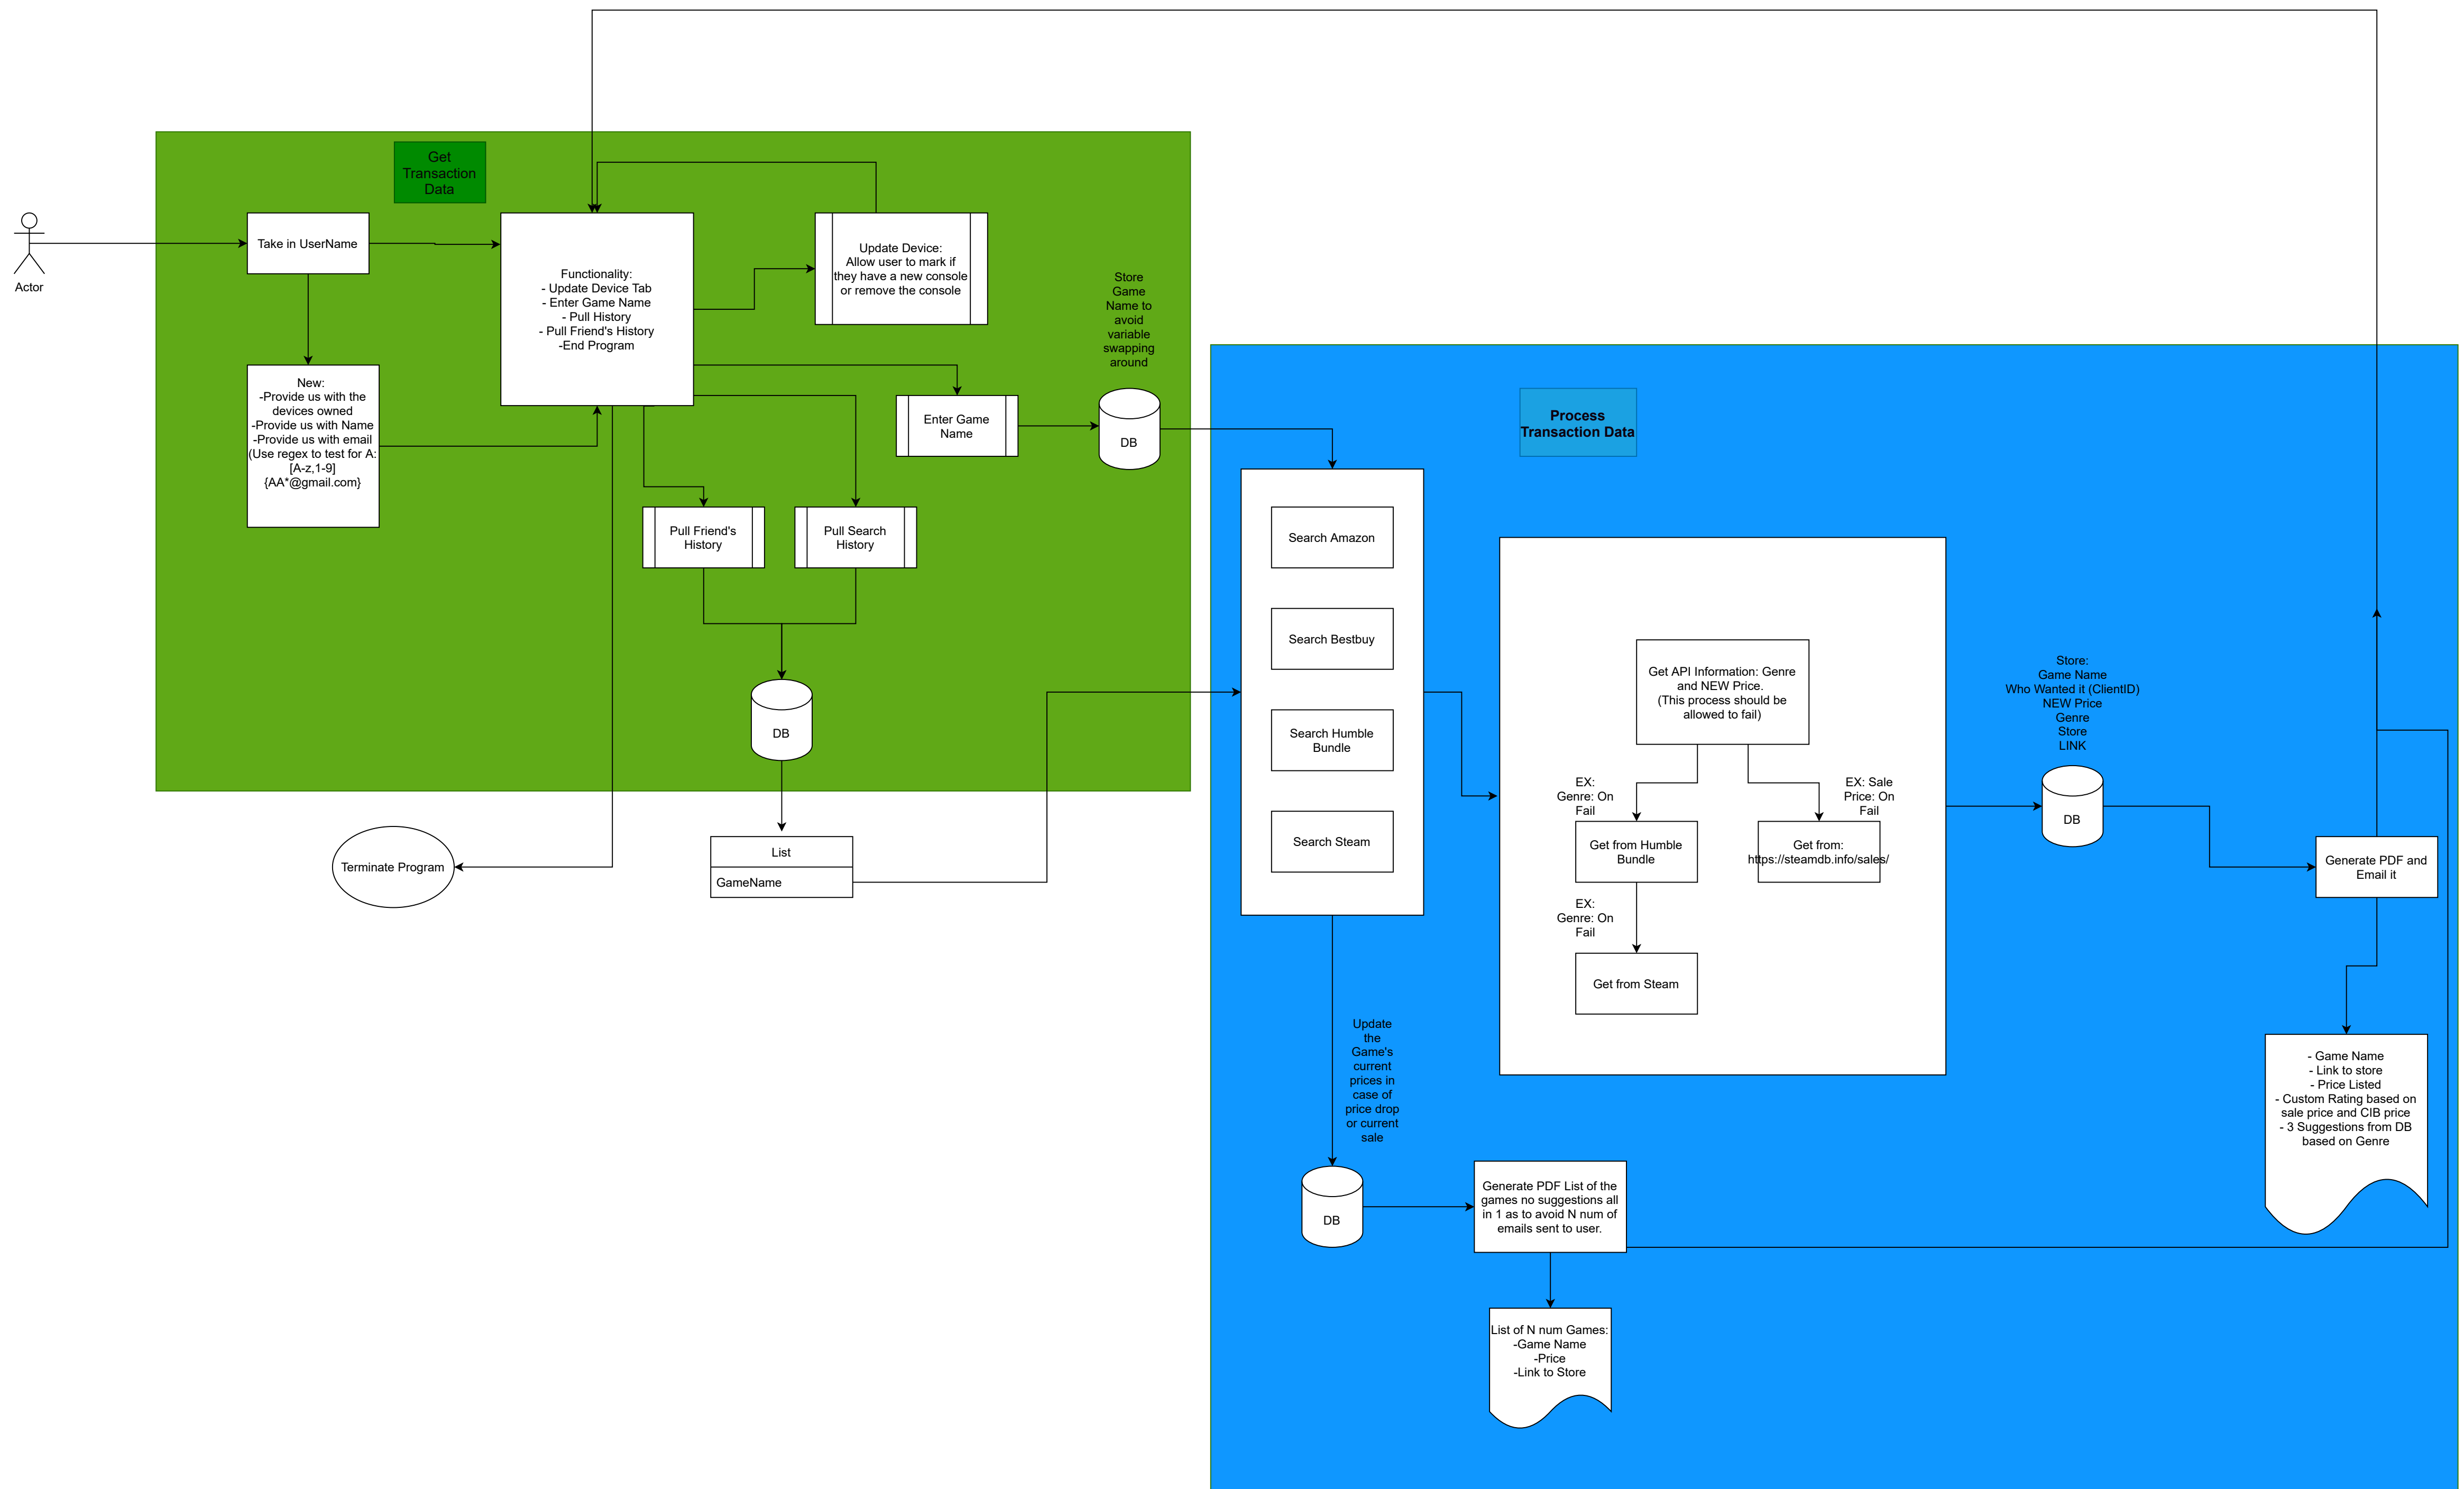 Get
Transaction
Data
Actor
Take in UserName
New:
-Provide us with the
devices owned
-Provide us with Name
-Provide us with email
(Use regex to test for A:
[A-z,1-9]
{AA*@gmail.com}
Functionality:
- Update Device Tab
- Enter Game Name
- Pull History
- Pull Friend's History
-End Program
Update Device:
Allow user to mark if
they have a new console
or remove the console
Enter Game
Name
Store
Game
Name to
avoid
variable
swapping
around
DB
Pull Friend's
History
Pull Search
History
DB
List
GameName
Terminate Program
Process
Transaction Data
Search Amazon
Search Bestbuy
Search Humble
Bundle
Search Steam
Get API Information: Genre
and NEW Price.
(This process should be
allowed to fail)
EX:
Genre: On
Fail
EX: Sale
Price: On
Fail
Get from Humble
Bundle
Get from:
https://steamdb.info/sales/
EX:
Genre: On
Fail
Get from Steam
Store:
Game Name
Who Wanted it (ClientID)
NEW Price
Genre
Store
LINK
DB
Generate PDF and
Email it
- Game Name
- Link to store
- Price Listed
- Custom Rating based on
sale price and CIB price
- 3 Suggestions from DB
based on Genre
Update
the
Game's
current
prices in
case of
price drop
or current
sale
DB
Generate PDF List of the
games no suggestions all
in 1 as to avoid N num of
emails sent to user.
List of N num Games:
-Game Name
-Price
-Link to Store